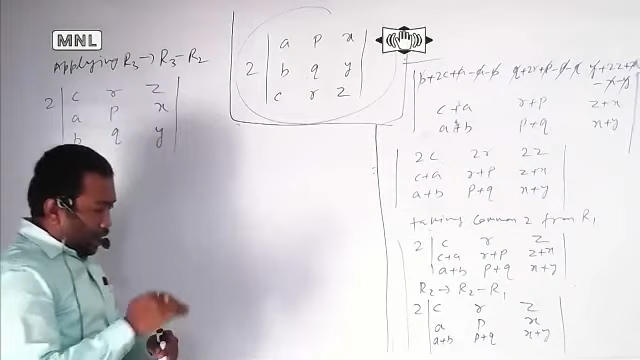 MNL
Applying R3→R3-R2
2 | c r z |
| a p x |
| b q y |
| a p x |
2 | b q y |
| c r z |
c+a r+p z+x
a+b p+q x+y
| 2c 2r 2z |
| c+a r+p z+x |
| a+b p+q x+y |
taking Common 2 from R1
2 | c r z |
| c+a r+p z+x |
| a+b p+q x+y |
R2→R2-R1
2 | c r z |
| a p x |
| a+b p+q x+y |